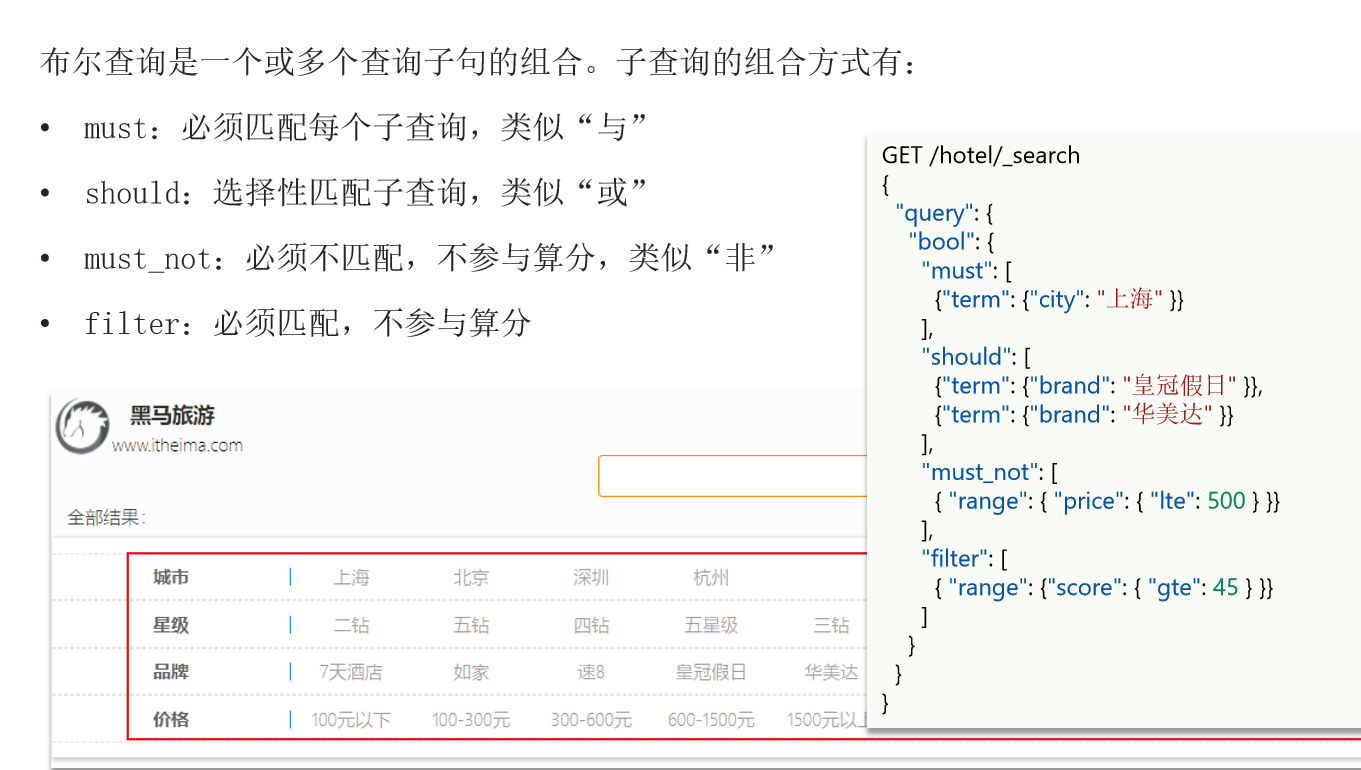 布尔查询是一个或多个查询子句的组合。子查询的组合方式有：
• must：必须匹配每个子查询，类似“与”
• should：选择性匹配子查询，类似“或”
• must_not：必须不匹配，不参与算分，类似“非”
• filter：必须匹配，不参与算分
GET /hotel/_search
{
"query": {
"bool": {
"must": [
{"term": {"city": "上海" }}
],
"should": [
{"term": {"brand": "皇冠假日" }},
{"term": {"brand": "华美达" }}
],
"must_not": [
{ "range": { "price": { "lte": 500 } }}
],
"filter": [
{ "range": {"score": { "gte": 45 } }}
]
}
}
}
黑马旅游
www.itheima.com
全部结果：
城市 | 上海 北京 深圳 杭州
星级 | 二钻 五钻 四钻 五星级 三钻
品牌 | 7天酒店 如家 速8 皇冠假日 华美达
价格 | 100元以下 100-300元 300-600元 600-1500元 1500元以上